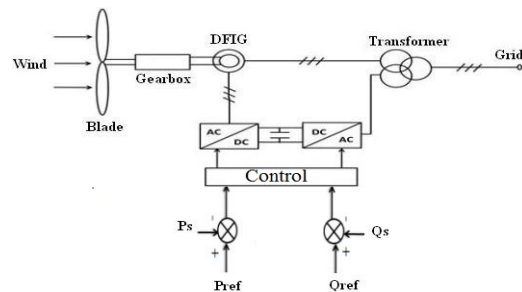 DFIG
Transformer
Grid
Wind
Gearbox
Blade
AC
DC
DC
AC
Control
Ps
-
-
Qs
+
+
Pref
Qref